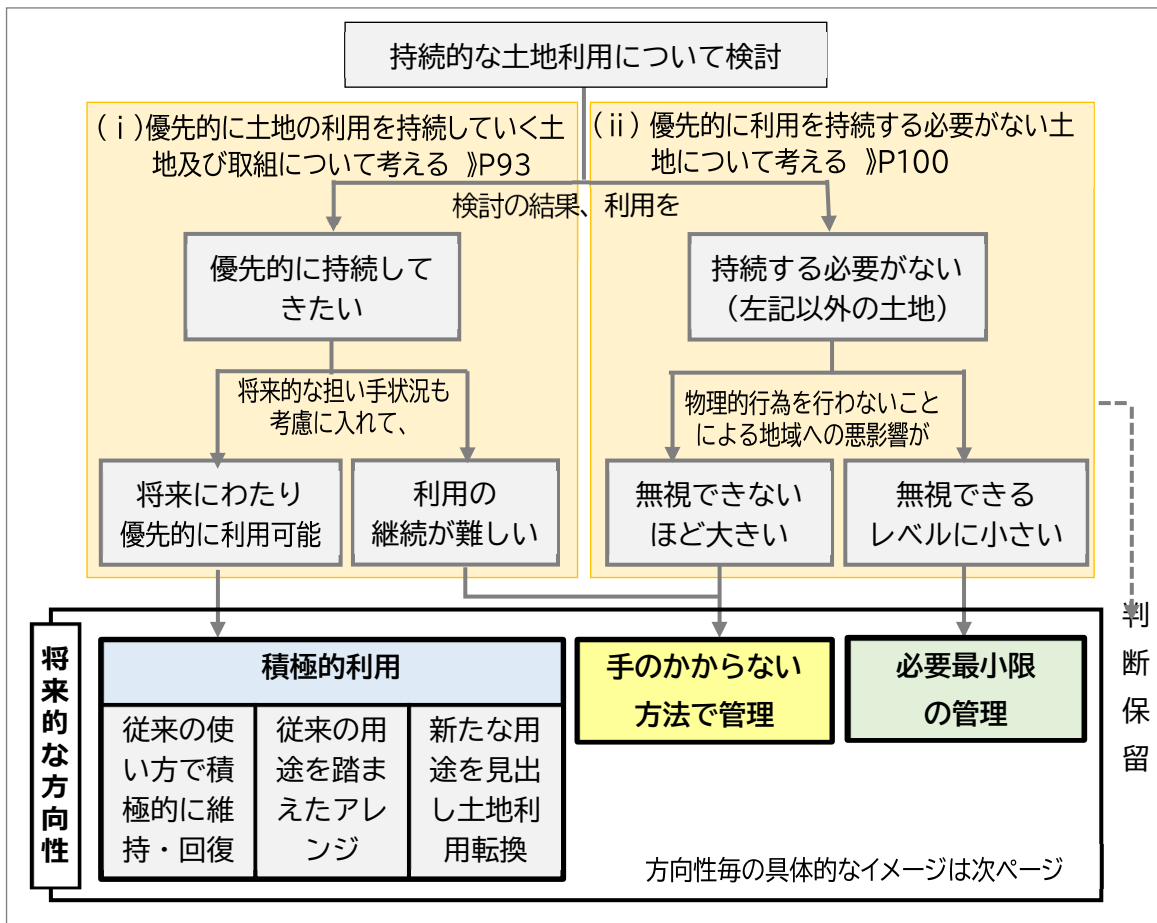 持続的な土地利用について検討
(ⅰ)優先的に土地の利用を持続していく土
地及び取組について考える 》P93
(ⅱ) 優先的に利用を持続する必要がない土
地について考える 》P100
検討の結果、利用を
優先的に持続して
きたい
持続する必要がない
(左記以外の土地)
将来的な担い手状況も
考慮に入れて、
物理的行為を行わないこと
による地域への悪影響が
将来にわたり
優先的に利用可能
利用の
継続が難しい
無視できない
ほど大きい
無視できる
レベルに小さい
判断保留
将来的な方向性
積極的利用
手のかからない
方法で管理
必要最小限
の管理
従来の使
い方で積
極的に維
持・回復
従来の用
途を踏ま
えたアレ
ンジ
新たな用
途を見出
し土地利
用転換
方向性毎の具体的なイメージは次ページ